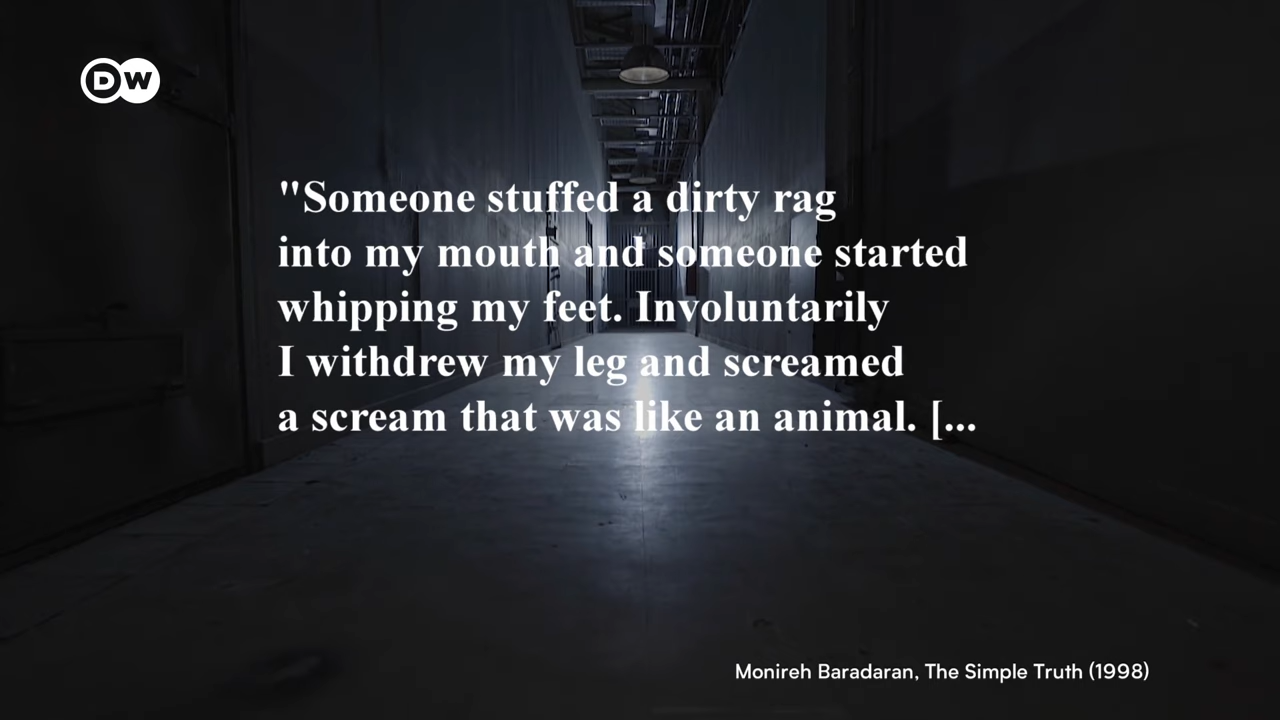 DW
"Someone stuffed a dirty rag
into my mouth and someone started
whipping my feet. Involuntarily
I withdrew my leg and screamed
a scream that was like an animal. [...
Monireh Baradaran, The Simple Truth (1998)